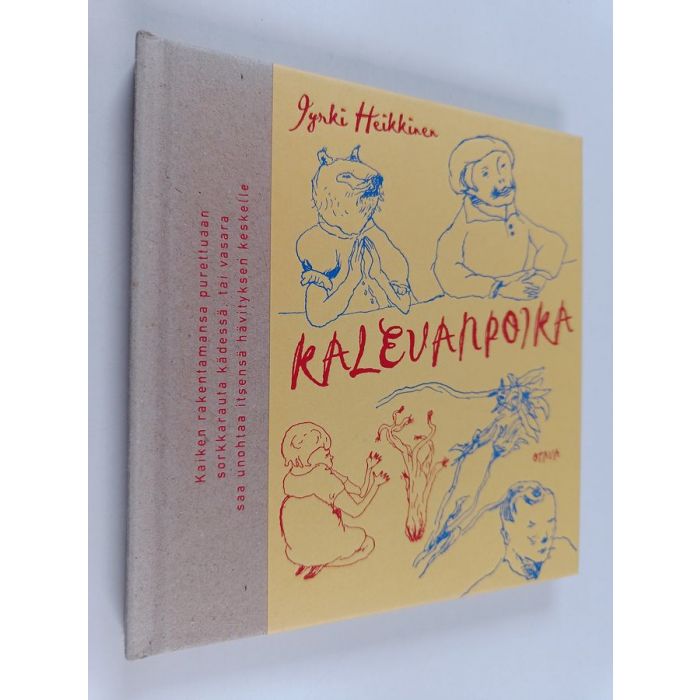 Jyrki Heikkinen
KALEVANPOIKA
OTAVA
Kaiken rakentamansa purettuaan
sorkkarauta kädessä, tai vasara
saa unohtaa itsensä hävityksen keskelle